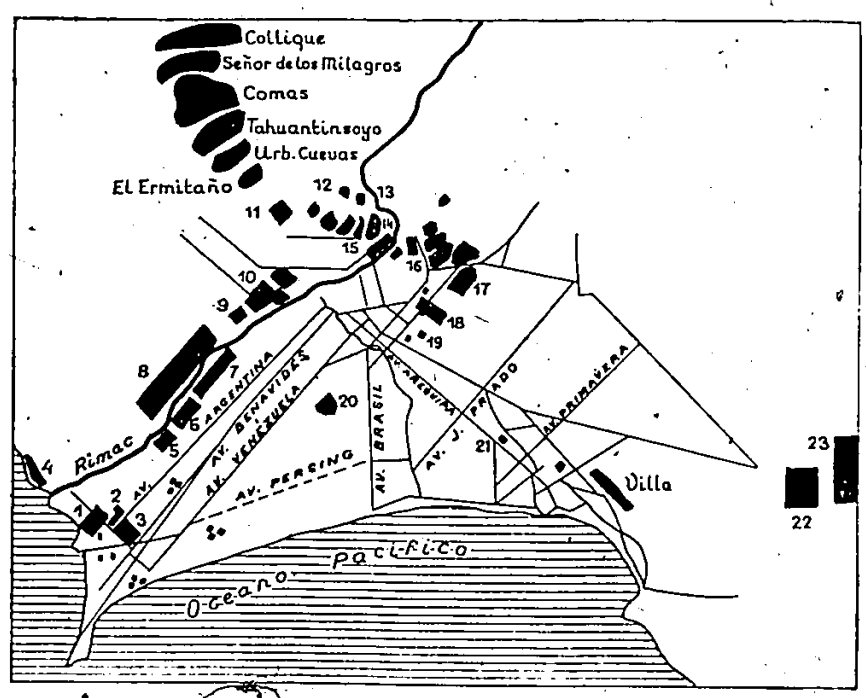 Collique
Señor de los Milagros
Comas
Tahuantinsoyo
Urb. Cuevas
El Ermitaño
12
13
11
14
15
16
10
17
9
18
19
8
7
AV. ARGENTINA
AV. BENAVIDES
AV. VENEZUELA
AV. AREQUIPA
AV. J. PRADO
AV. PRIMAVERA
20
AV. BRASIL
6
5
21
Rimac
AV. PERSING
4
23
Villa
2
1
3
22
Oceano Pacifico